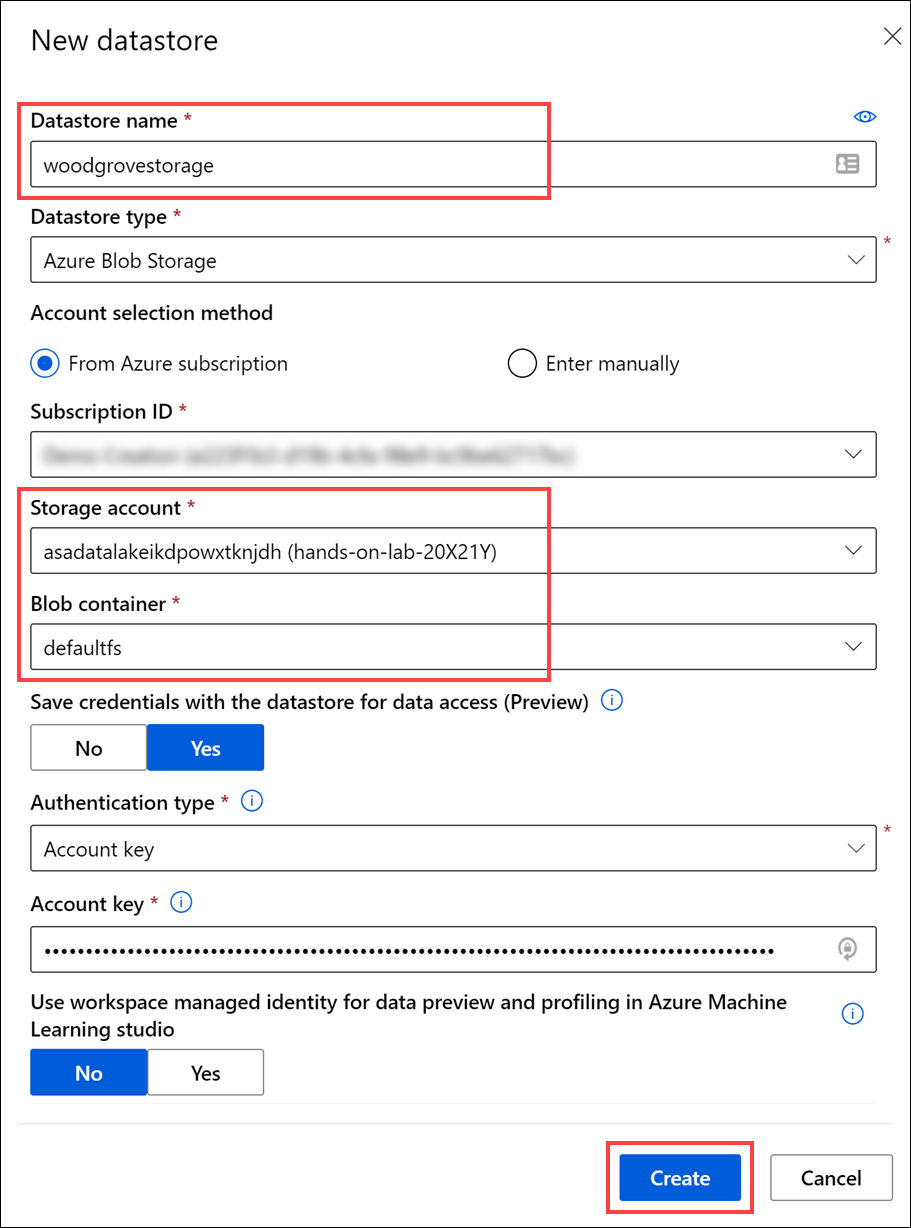 New datastore
Datastore name *
woodgrovestorage
Datastore type *
Azure Blob Storage
*
Account selection method
From Azure subscription
Enter manually
Subscription ID *
Storage account *
asadatalakeikdpowxtknjdh (hands-on-lab-20X21Y)
Blob container *
defaultfs
Save credentials with the datastore for data access (Preview)
No
Yes
Authentication type *
Account key
*
Account key *
Use workspace managed identity for data preview and profiling in Azure Machine
Learning studio
No
Yes
Create
Cancel